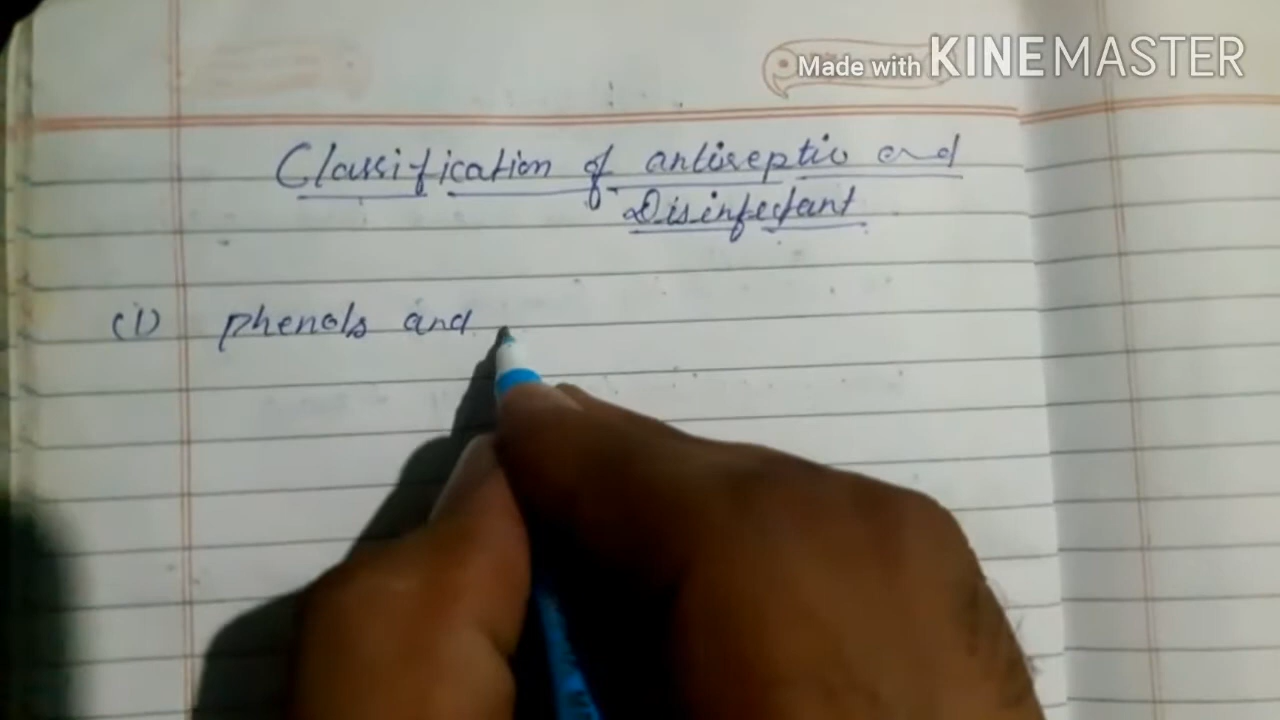 Made with KINEMASTER
Classification of antiseptic and
Disinfectant
(1) phenols and